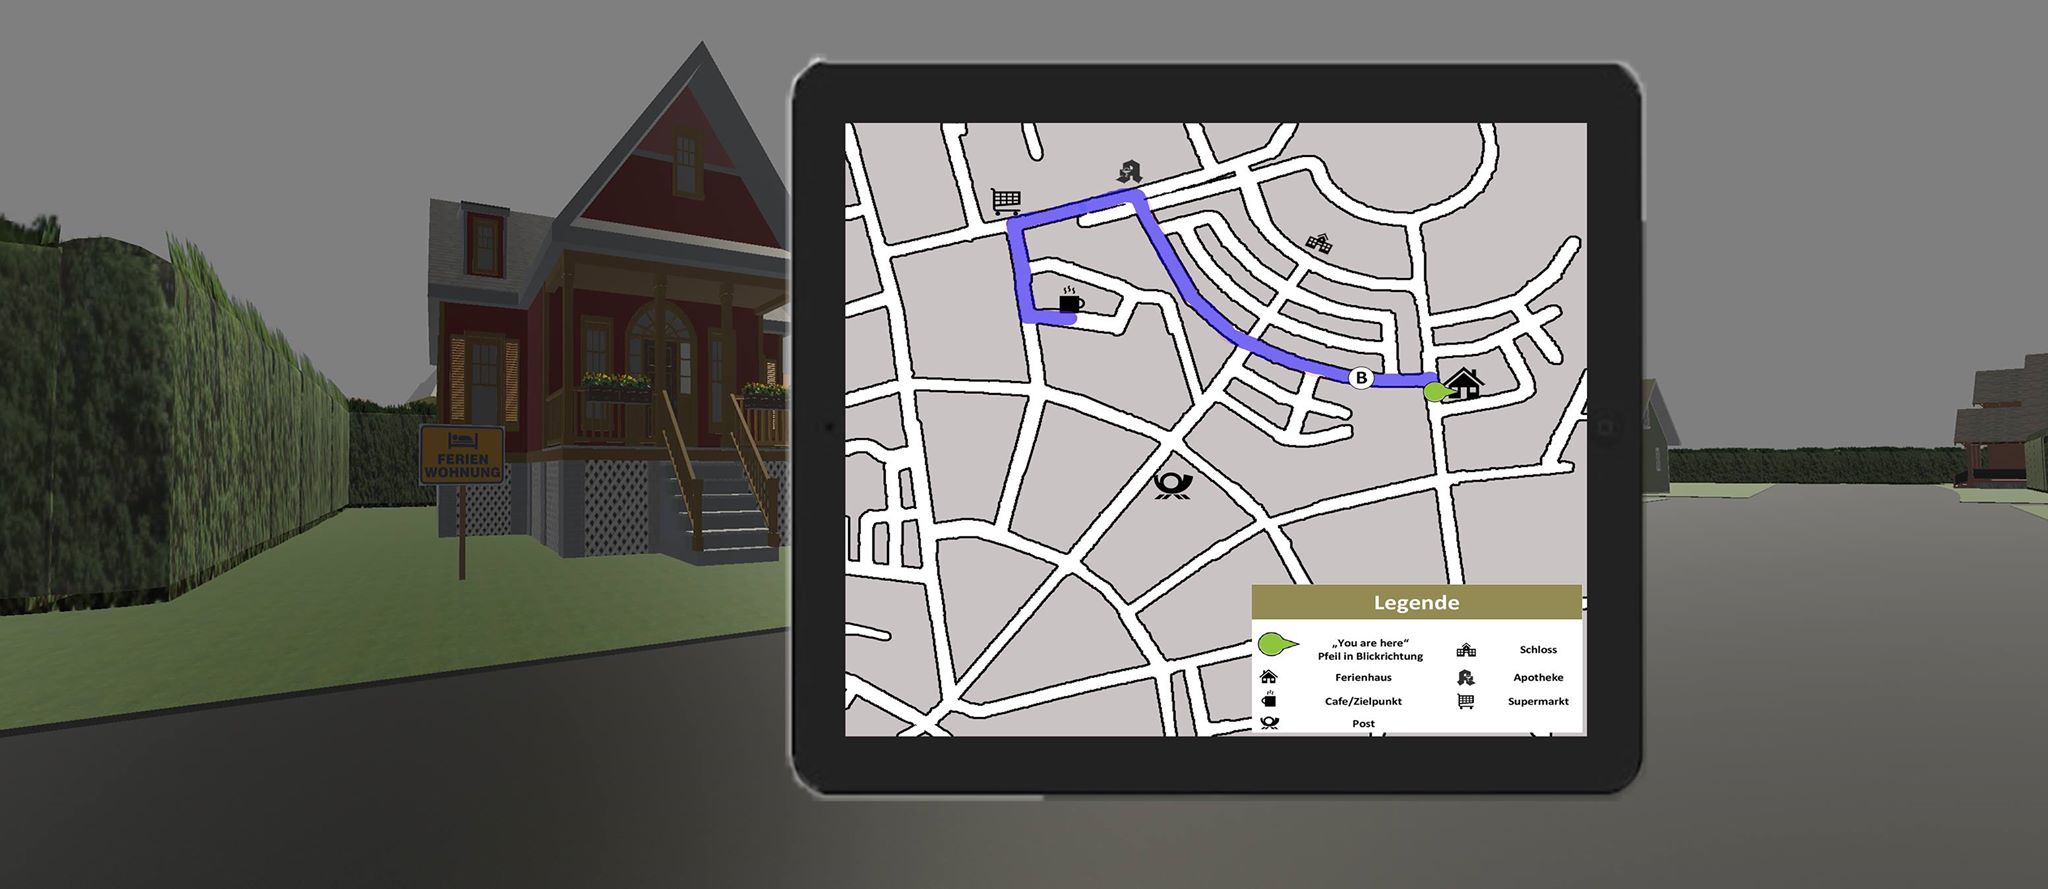 FERIEN
WOHNUNG
B
Legende
„You are here“
Pfeil in Blickrichtung
Schloss
Ferienhaus
Apotheke
Cafe/Zielpunkt
Supermarkt
Post